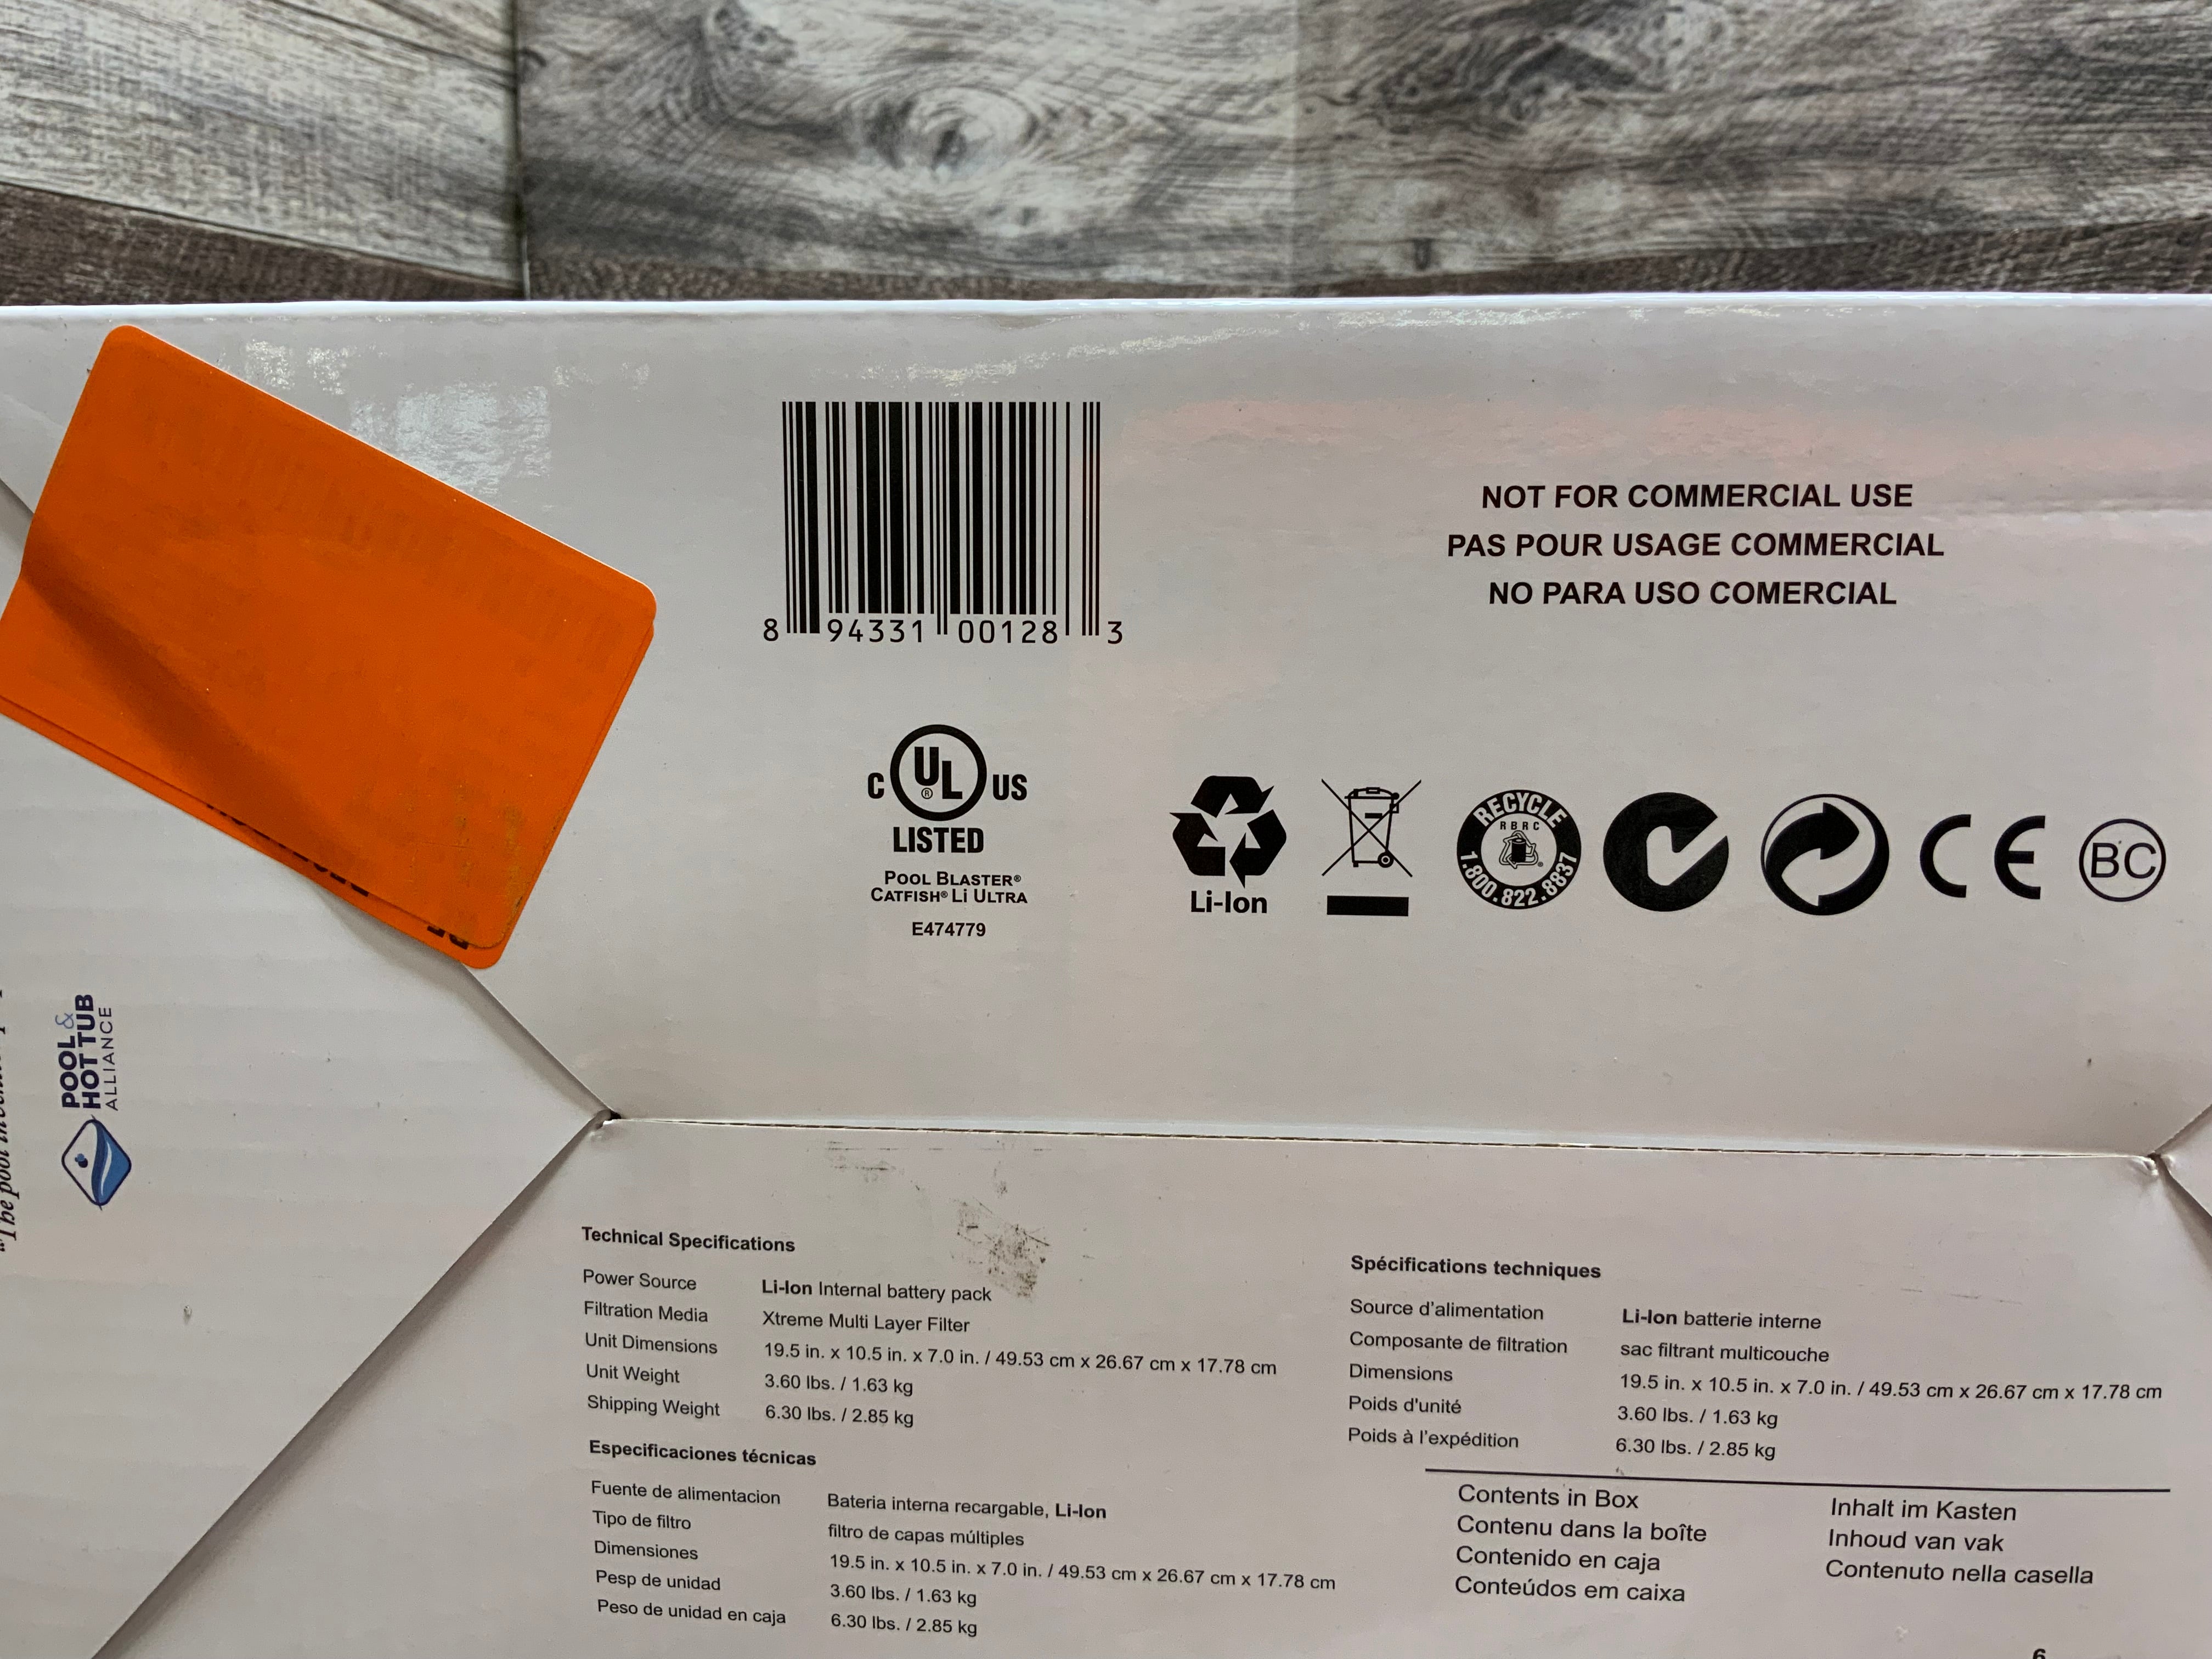 8 94331 00128 3
NOT FOR COMMERCIAL USE
PAS POUR USAGE COMMERCIAL
NO PARA USO COMERCIAL
C UL® US
LISTED
POOL BLASTER®
CATFISH® Li ULTRA
E474779
Li-Ion
RECYCLE
RBRC
1.800.822.8837
CE
BC
POOL &
HOT TUB
ALLIANCE
"The pool
Technical Specifications
Power Source Li-Ion Internal battery pack
Filtration Media Xtreme Multi Layer Filter
Unit Dimensions 19.5 in. x 10.5 in. x 7.0 in. / 49.53 cm x 26.67 cm x 17.78 cm
Unit Weight 3.60 lbs. / 1.63 kg
Shipping Weight 6.30 lbs. / 2.85 kg
Especificaciones técnicas
Fuente de alimentacion Bateria interna recargable, Li-Ion
Tipo de filtro filtro de capas múltiples
Dimensiones 19.5 in. x 10.5 in. x 7.0 in. / 49.53 cm x 26.67 cm x 17.78 cm
Pesp de unidad 3.60 lbs. / 1.63 kg
Peso de unidad en caja 6.30 lbs. / 2.85 kg
Spécifications techniques
Source d'alimentation Li-Ion batterie interne
Composante de filtration sac filtrant multicouche
Dimensions 19.5 in. x 10.5 in. x 7.0 in. / 49.53 cm x 26.67 cm x 17.78 cm
Poids d'unité 3.60 lbs. / 1.63 kg
Poids à l'expédition 6.30 lbs. / 2.85 kg
Contents in Box
Contenu dans la boîte
Contenido en caja
Conteúdos em caixa
Inhalt im Kasten
Inhoud van vak
Contenuto nella casella